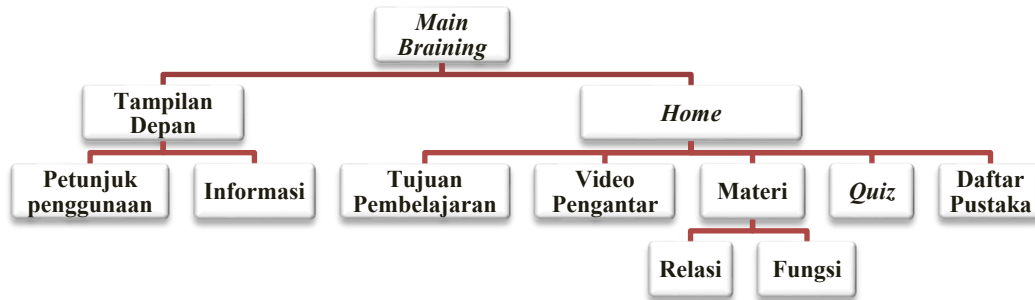 Main
Braining
Tampilan
Depan
Home
Petunjuk
penggunaan
Informasi
Tujuan
Pembelajaran
Video
Pengantar
Materi
Quiz
Daftar
Pustaka
Relasi
Fungsi